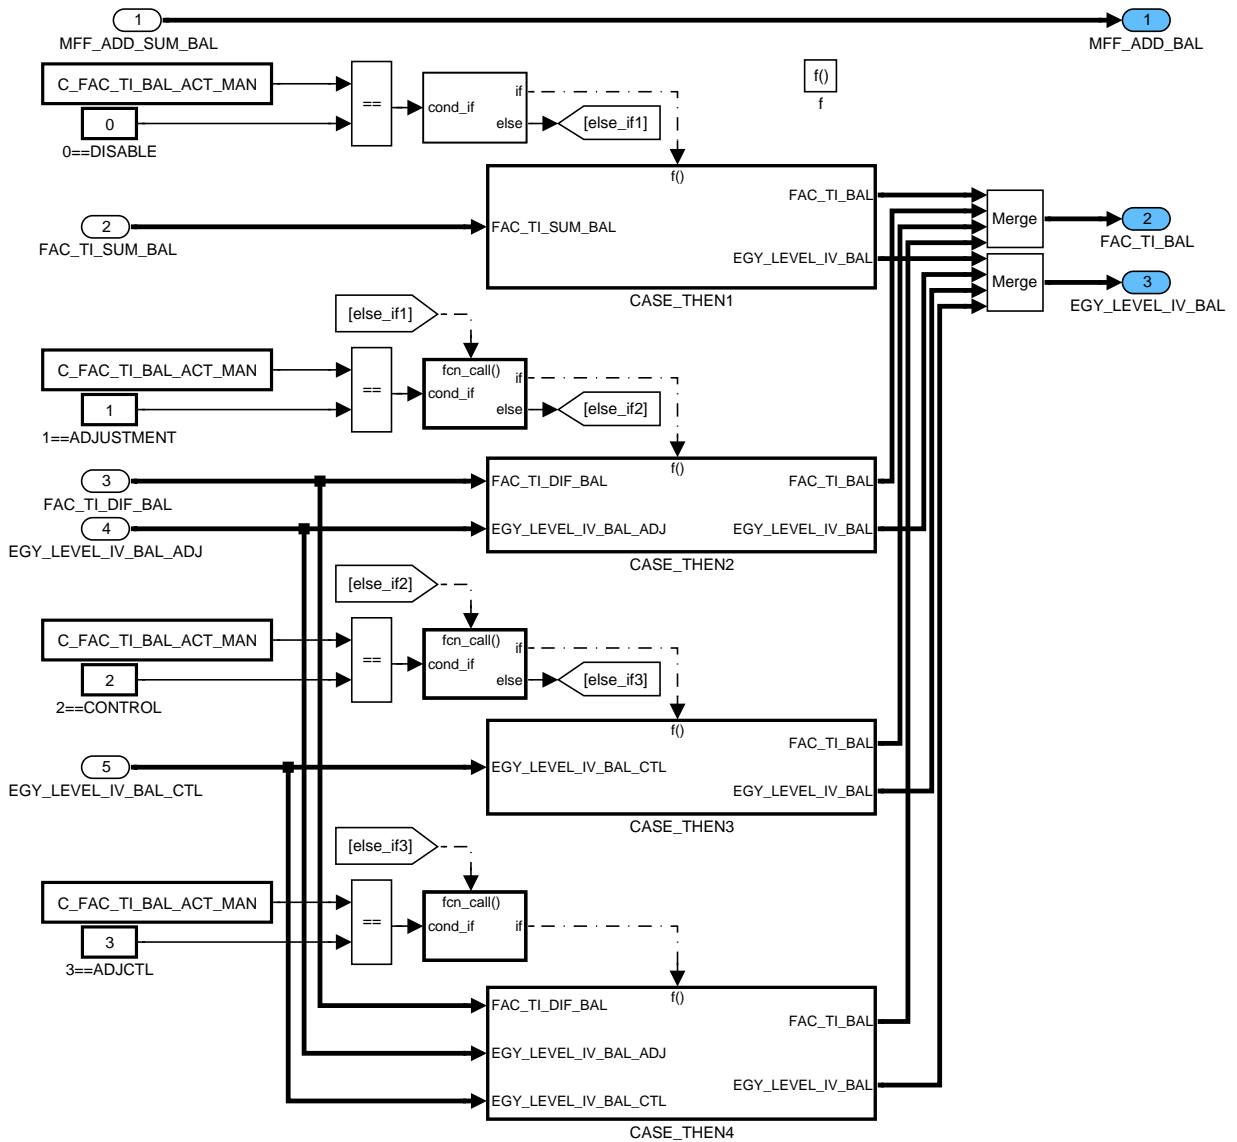 1
MFF_ADD_SUM_BAL
1
MFF_ADD_BAL
C_FAC_TI_BAL_ACT_MAN
0
0==DISABLE
==
cond_if
if
else
[else_if1]
f()
f
2
FAC_TI_SUM_BAL
f()
FAC_TI_SUM_BAL
FAC_TI_BAL
EGY_LEVEL_IV_BAL
CASE_THEN1
Merge
2
FAC_TI_BAL
Merge
3
EGY_LEVEL_IV_BAL
[else_if1]
C_FAC_TI_BAL_ACT_MAN
1
1==ADJUSTMENT
==
fcn_call()
cond_if
if
else
[else_if2]
3
FAC_TI_DIF_BAL
4
EGY_LEVEL_IV_BAL_ADJ
f()
FAC_TI_DIF_BAL
EGY_LEVEL_IV_BAL_ADJ
FAC_TI_BAL
EGY_LEVEL_IV_BAL
CASE_THEN2
[else_if2]
C_FAC_TI_BAL_ACT_MAN
2
2==CONTROL
==
fcn_call()
cond_if
if
else
[else_if3]
5
EGY_LEVEL_IV_BAL_CTL
f()
EGY_LEVEL_IV_BAL_CTL
FAC_TI_BAL
EGY_LEVEL_IV_BAL
CASE_THEN3
[else_if3]
C_FAC_TI_BAL_ACT_MAN
3
3==ADJCTL
==
fcn_call()
cond_if
if
f()
FAC_TI_DIF_BAL
EGY_LEVEL_IV_BAL_ADJ
EGY_LEVEL_IV_BAL_CTL
FAC_TI_BAL
EGY_LEVEL_IV_BAL
CASE_THEN4